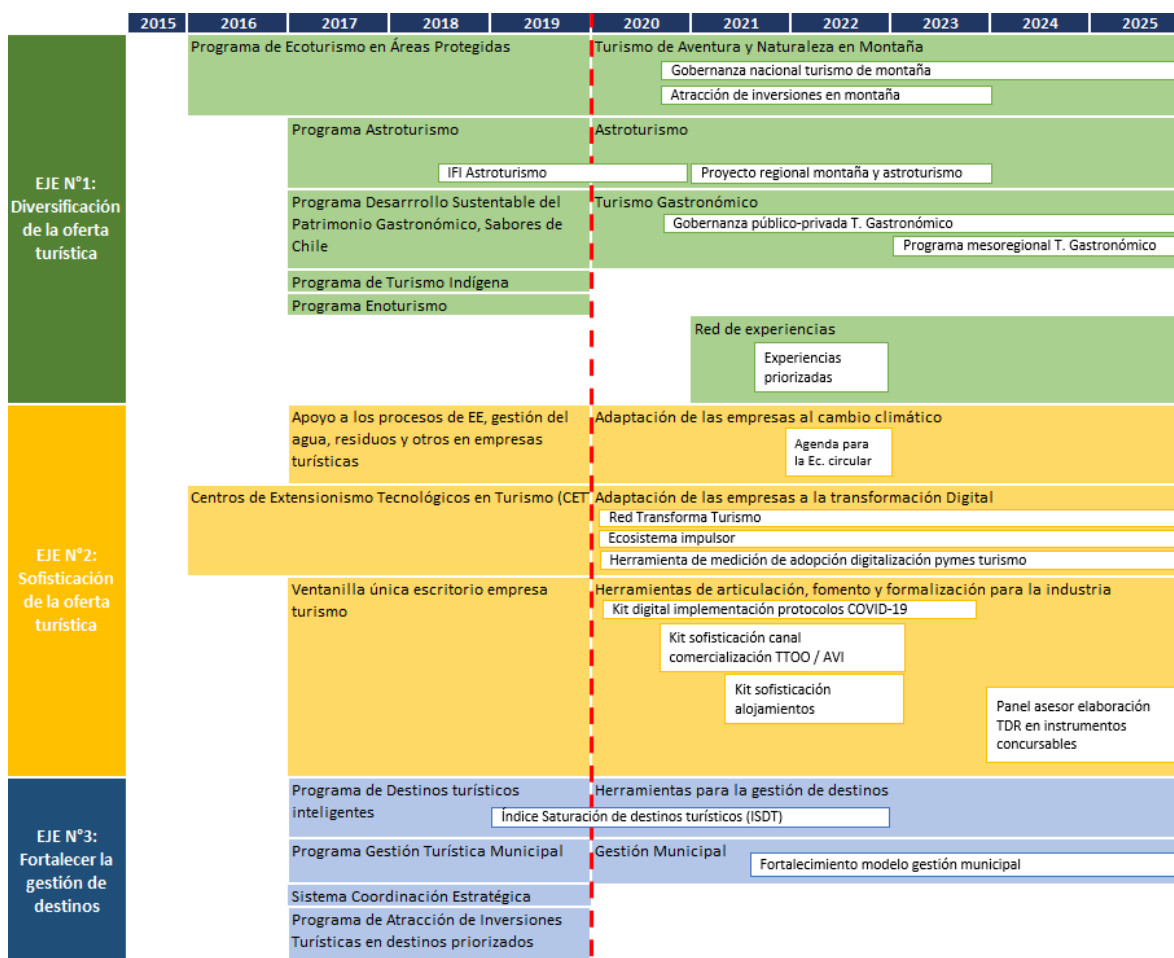 2015 2016 2017 2018 2019 2020 2021 2022 2023 2024 2025
EJE N°1:
Diversificación
de la oferta
turística
Programa de Ecoturismo en Áreas Protegidas
Turismo de Aventura y Naturaleza en Montaña
Gobernanza nacional turismo de montaña
Atracción de inversiones en montaña
Programa Astroturismo
Astroturismo
IFI Astroturismo
Proyecto regional montaña y astroturismo
Programa Desarrrollo Sustentable del
Patrimonio Gastronómico, Sabores de
Chile
Turismo Gastronómico
Gobernanza público-privada T. Gastronómico
Programa mesoregional T. Gastronómico
Programa de Turismo Indígena
Programa Enoturismo
Red de experiencias
Experiencias
priorizadas
EJE N°2:
Sofisticación
de la oferta
turística
Apoyo a los procesos de EE, gestión del
agua, residuos y otros en empresas
turísticas
Adaptación de las empresas al cambio climático
Agenda para
la Ec. circular
Centros de Extensionismo Tecnológicos en Turismo (CET
Adaptación de las empresas a la transformación Digital
Red Transforma Turismo
Ecosistema impulsor
Herramienta de medición de adopción digitalización pymes turismo
Ventanilla única escritorio empresa
turismo
Herramientas de articulación, fomento y formalización para la industria
Kit digital implementación protocolos COVID-19
Kit sofisticación canal
comercialización TTOO / AVI
Kit sofisticación
alojamientos
Panel asesor elaboración
TDR en instrumentos
concursables
EJE N°3:
Fortalecer la
gestión de
destinos
Programa de Destinos turísticos
inteligentes
Herramientas para la gestión de destinos
Índice Saturación de destinos turísticos (ISDT)
Programa Gestión Turística Municipal
Gestión Municipal
Fortalecimiento modelo gestión municipal
Sistema Coordinación Estratégica
Programa de Atracción de Inversiones
Turísticas en destinos priorizados